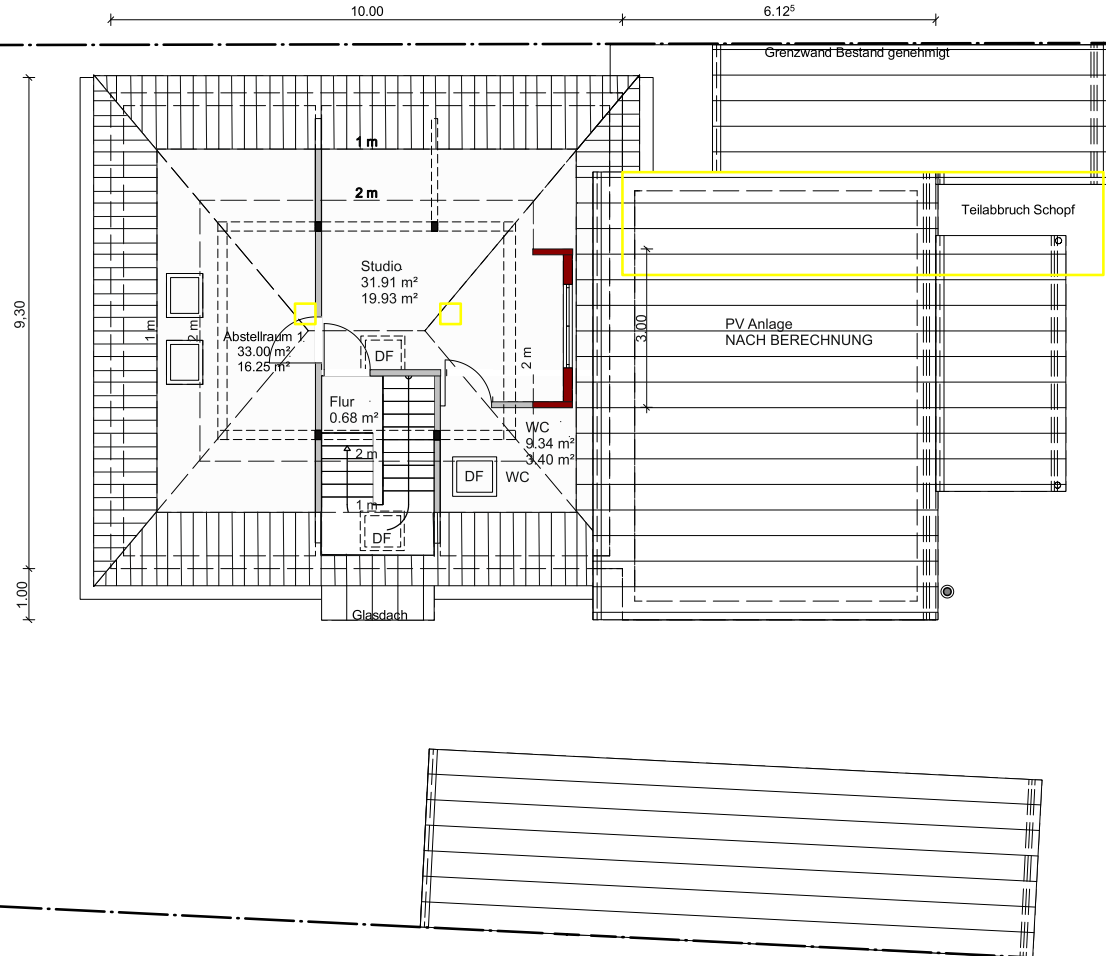 10.00
6.12⁵
Grenzwand Bestand genehmigt
1 m
2 m
Teilabbruch Schopf
Studio
31.91 m²
19.93 m²
9,30
1 m
2 m
Abstellraum 1
33.00 m²
16.25 m²
DF
2 m
3.00
PV Anlage
NACH BERECHNUNG
Flur
0.68 m²
WC
9.34 m²
3.40 m²
2 m
DF
WC
1 m
DF
1.00
Glasdach